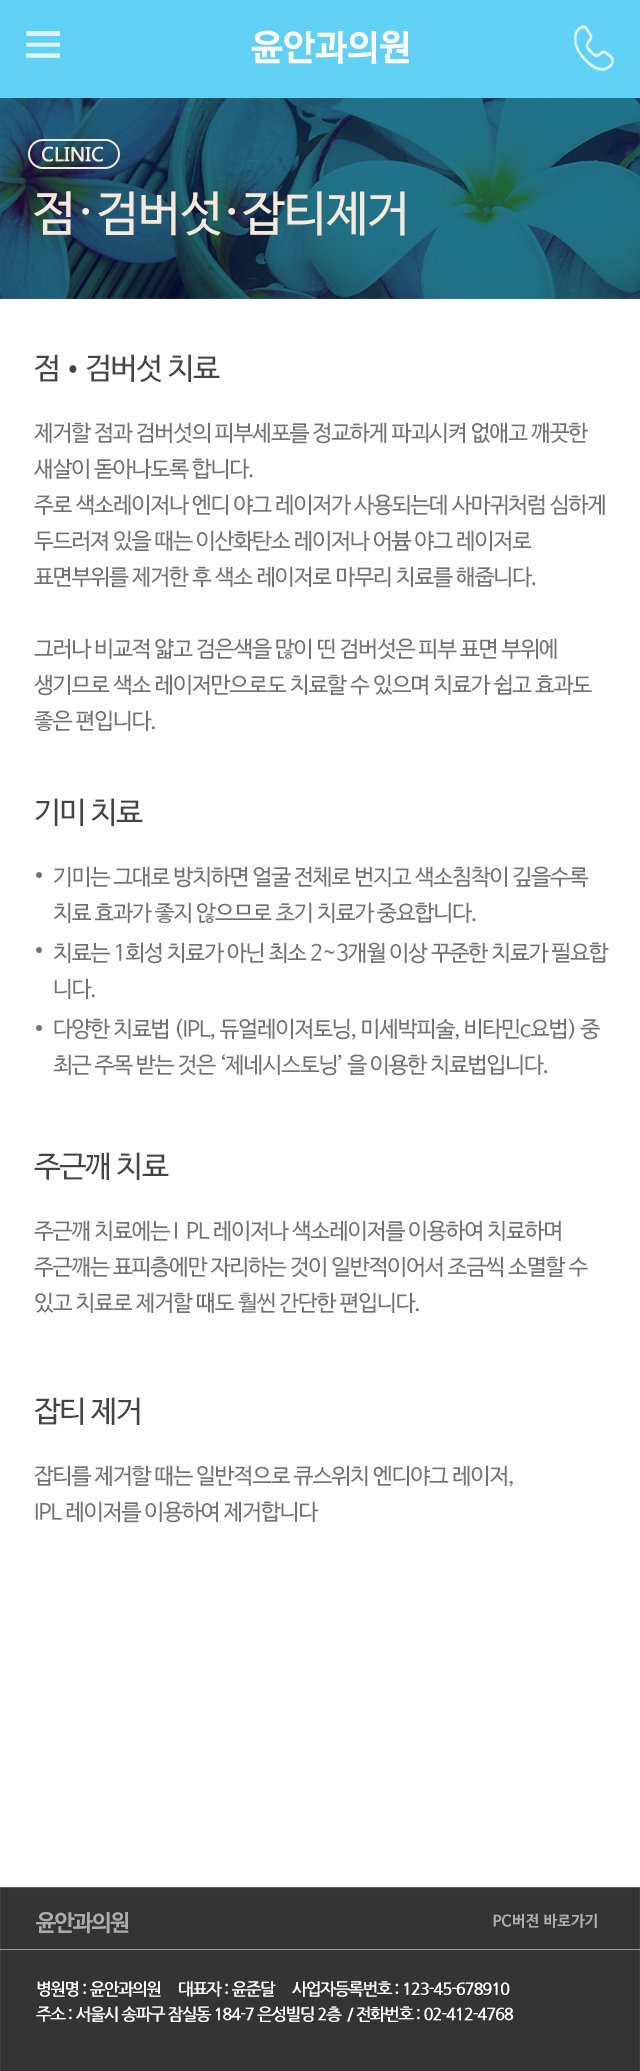 윤안과의원
CLINIC
점·검버섯·잡티제거
점 • 검버섯 치료
제거할 점과 검버섯의 피부세포를 정교하게 파괴시켜 없애고 깨끗한
새살이 돋아나도록 합니다.
주로 색소레이저나 엔디 야그 레이저가 사용되는데 사마귀처럼 심하게
두드러져 있을 때는 이산화탄소 레이저나 어븀 야그 레이저로
표면부위를 제거한 후 색소 레이저로 마무리 치료를 해줍니다.
그러나 비교적 얇고 검은색을 많이 띤 검버섯은 피부 표면 부위에
생기므로 색소 레이저만으로도 치료할 수 있으며 치료가 쉽고 효과도
좋은 편입니다.
기미 치료
• 기미는 그대로 방치하면 얼굴 전체로 번지고 색소침착이 깊을수록
치료 효과가 좋지 않으므로 초기 치료가 중요합니다.
• 치료는 1회성 치료가 아닌 최소 2~3개월 이상 꾸준한 치료가 필요합
니다.
• 다양한 치료법 (IPL, 듀얼레이저토닝, 미세박피술, 비타민c요법) 중
최근 주목 받는 것은 ‘제네시스토닝’ 을 이용한 치료법입니다.
주근깨 치료
주근깨 치료에는 I PL 레이저나 색소레이저를 이용하여 치료하며
주근깨는 표피층에만 자리하는 것이 일반적이어서 조금씩 소멸할 수
있고 치료로 제거할 때도 훨씬 간단한 편입니다.
잡티 제거
잡티를 제거할 때는 일반적으로 큐스위치 엔디야그 레이저,
IPL 레이저를 이용하여 제거합니다
윤안과의원 PC버전 바로가기
병원명 : 윤안과의원 대표자 : 윤준달 사업자등록번호 : 123-45-678910
주소 : 서울시 송파구 잠실동 184-7 은성빌딩 2층 / 전화번호 : 02-412-4768